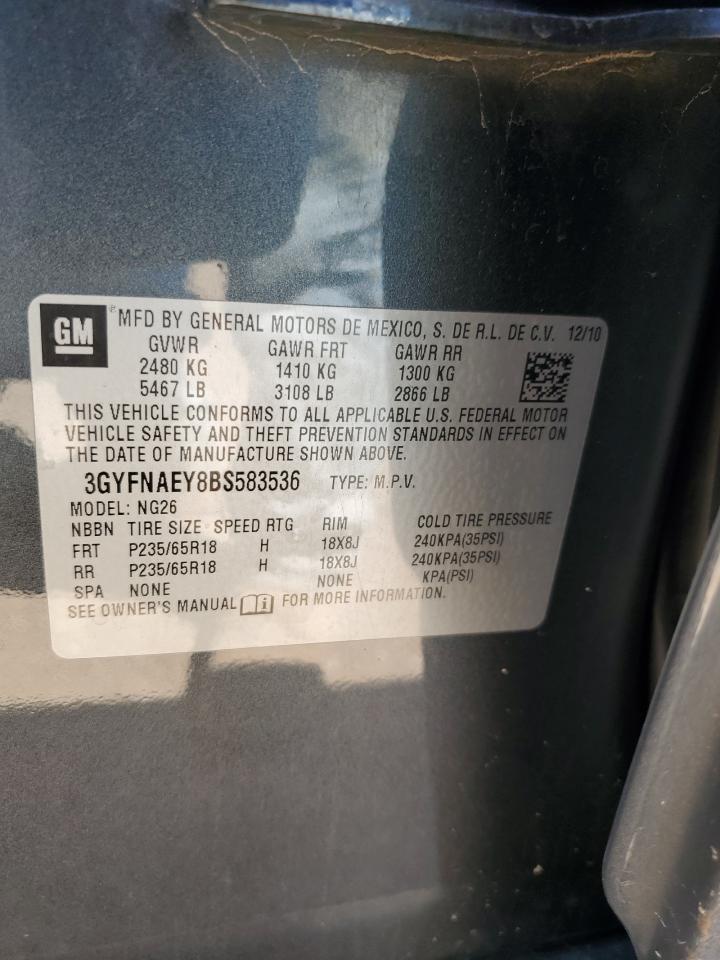 GM
® MFD BY GENERAL MOTORS DE MEXICO, S. DE R.L. DE C.V. 12/10
GVWR GAWR FRT GAWR RR
2480 KG 1410 KG 1300 KG
5467 LB 3108 LB 2866 LB
THIS VEHICLE CONFORMS TO ALL APPLICABLE U.S. FEDERAL MOTOR
VEHICLE SAFETY AND THEFT PREVENTION STANDARDS IN EFFECT ON
THE DATE OF MANUFACTURE SHOWN ABOVE.
3GYFNAEY8BS583536 TYPE: M.P.V.
MODEL: NG26
NBBN TIRE SIZE SPEED RTG RIM COLD TIRE PRESSURE
FRT P235/65R18 H 18X8J 240KPA(35PSI)
RR P235/65R18 H 18X8J 240KPA(35PSI)
SPA NONE NONE KPA(PSI)
SEE OWNER'S MANUAL FOR MORE INFORMATION.